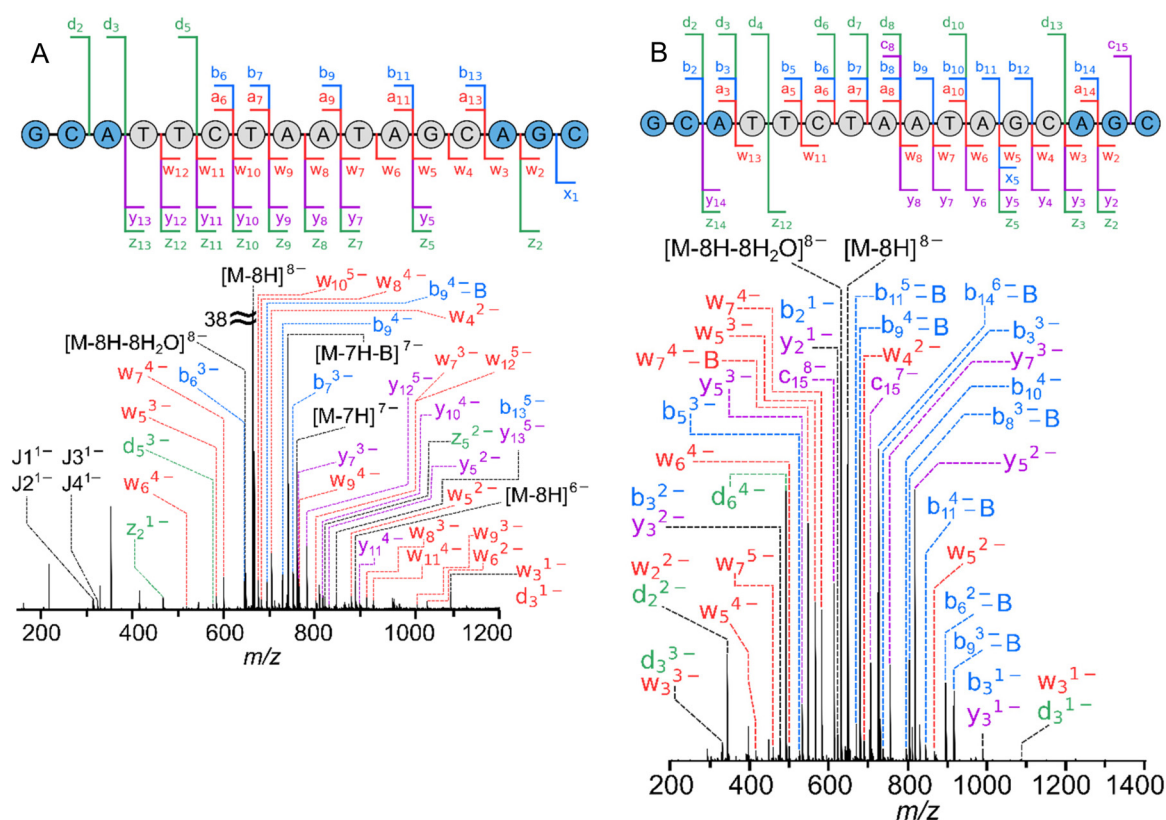 A
d2 d3 d5
b6 b7 b9 b11 b13
a6 a7 a9 a11 a13
G C A T T C T A A T A G C A G C
w12 w11 w10 w9 w8 w7 w6 w5 w4 w3 w2
x1
y13 y12 y11 y10 y9 y8 y7 y5
z13 z12 z11 z10 z9 z8 z7 z5 z2
[M-8H]8−
w10 5−
w8 4−
b9 4−–B
w4 2−
38
b9 4−
[M-8H-8H2O]8−
[M-7H-B]7−
w7 4−
b6 3−
b7 3−
w7 3−
w12 5−
y12 5−
w5 3−
[M-7H]7−
y10 4−
b13 5−
d5 3−
z5 2−
y13 5−
J1 1−
J3 1−
y7 3−
y5 2−
J2 1−
J4 1−
w6 4−
w9 4−
w5 2−
[M-8H]6−
z2 1−
y11 4−
w8 3−
w9 3−
w11 4−
w6 2−
w3 1−
d3 1−
200 400 600 800 1000 1200
m/z
B
d2 d3 d4 d6 d7 d8 d10 d13
c8 c15
b2 b3 b5 b6 b7 b8 b9 b10 b11 b12 b14
a3 a5 a6 a7 a8 a10 a14
G C A T T C T A A T A G C A G C
w13 w11 w8 w7 w6 w5 w4 w3 w2
x5
y14 y8 y7 y6 y5 y4 y3 y2
z14 z12 z5 z3 z2
[M-8H-8H2O]8−
[M-8H]8−
w7 4−
b2 1−
b11 5−–B
b14 6−–B
w5 3−
y2 1−
b9 4−–B
b3 3−
w7 4−–B
c15 8−
w4 2−
y7 3−
y5 3−
c15 7−
b10 4−
b5 3−
b8 3−–B
w6 4−
y5 2−
d6 4−
b3 2−
b11 4−–B
y3 2−
w2 2−
w7 5−
w5 2−
d2 2−
b6 2−–B
w5 4−
b9 3−–B
d3 3−
b3 1−
w3 1−
w3 3−
y3 1−
d3 1−
200 400 600 800 1000 1200 1400
m/z